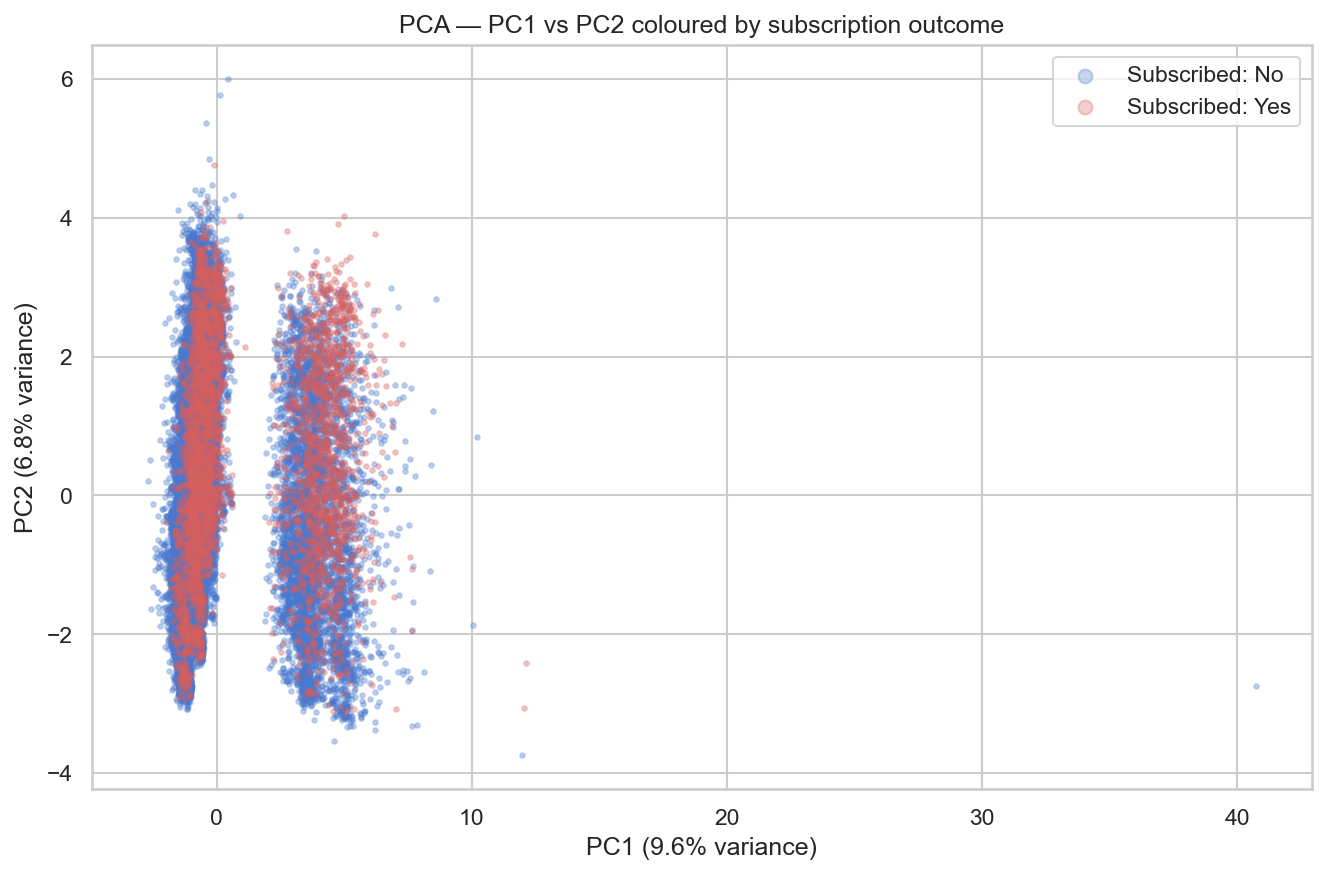 PCA — PC1 vs PC2 coloured by subscription outcome
Subscribed: No
Subscribed: Yes
6
4
2
0
−2
−4
PC2 (6.8% variance)
0 10 20 30 40
PC1 (9.6% variance)